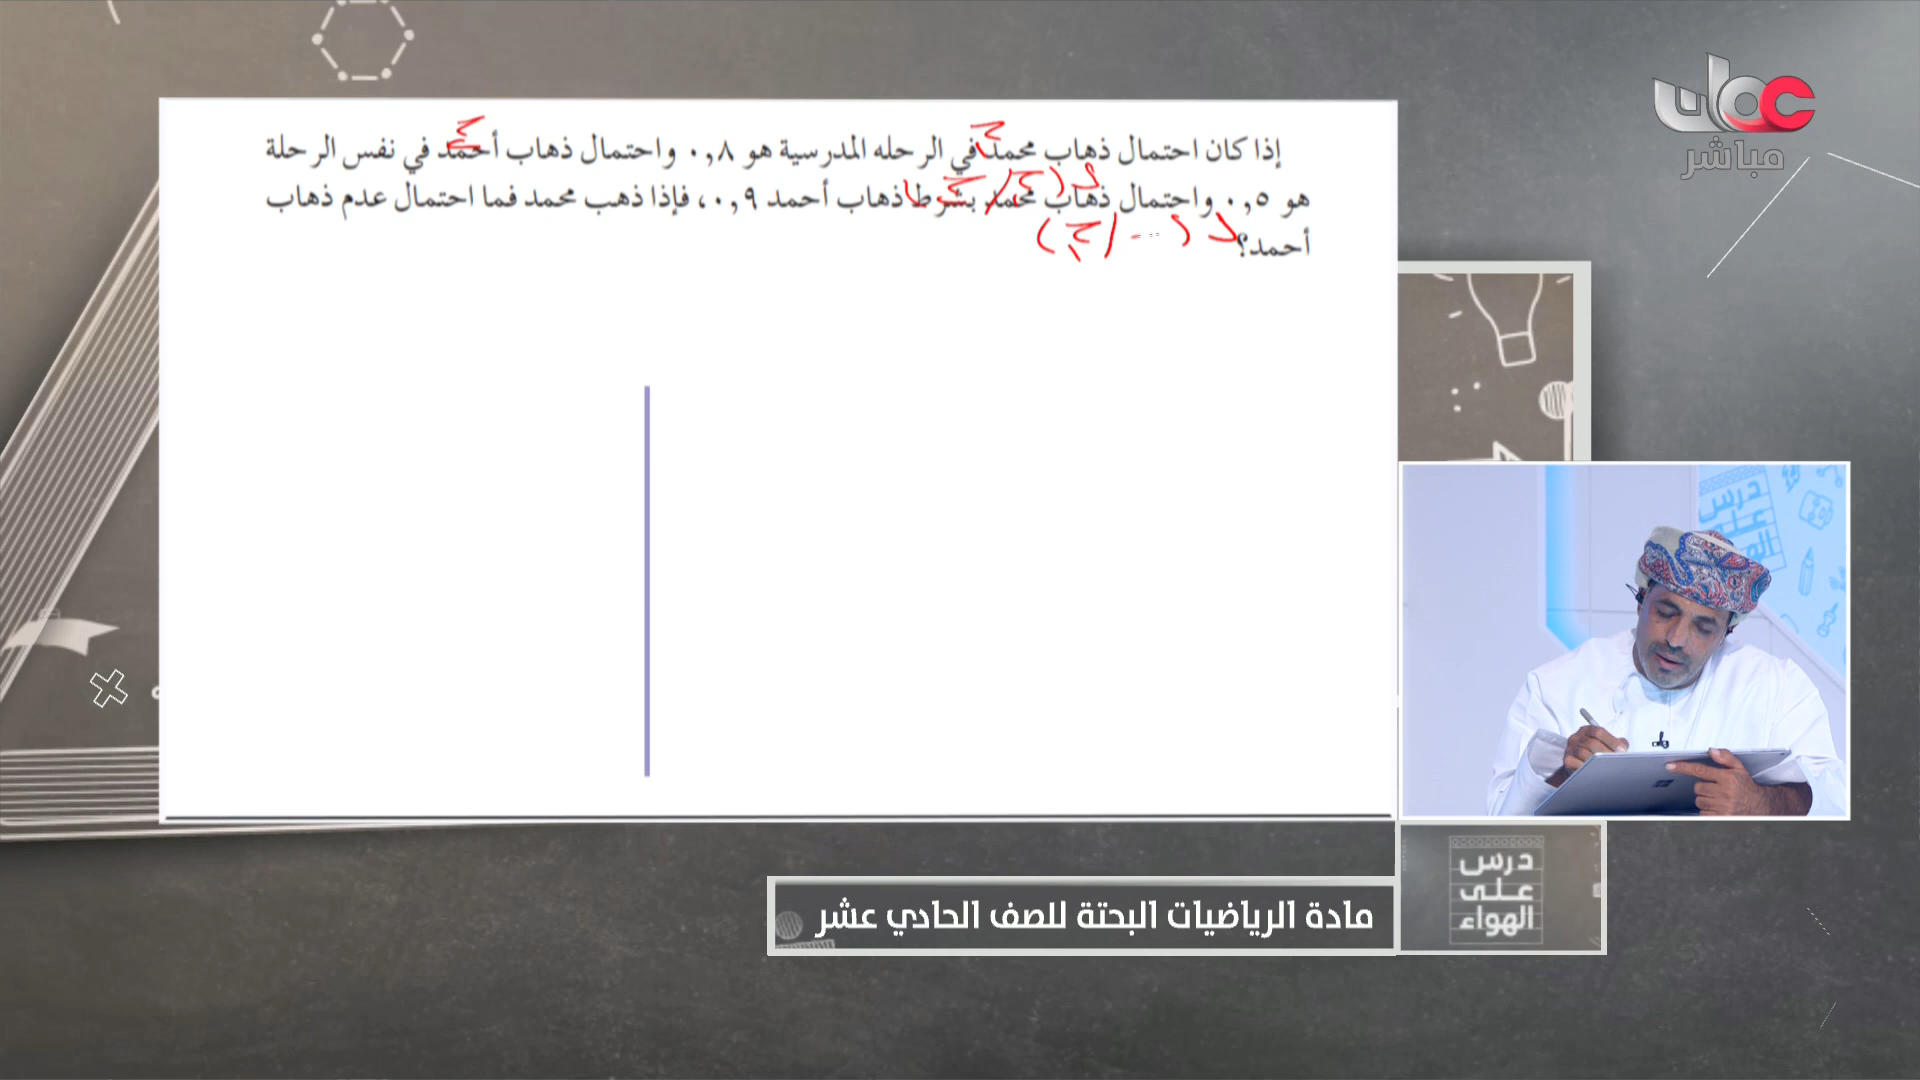 عمان
مباشر
إذا كان احتمال ذهاب محمد في الرحله المدرسية هو ٠,٨ واحتمال ذهاب أحمد في نفس الرحلة
هو ٠,٥ واحتمال ذهاب محمد بشرط ذهاب أحمد ٠,٩، فإذا ذهب محمد فما احتمال عدم ذهاب
أحمد؟
درس
على
الهواء
مادة الرياضيات البحتة للصف الحادي عشر
درس
على
الهواء